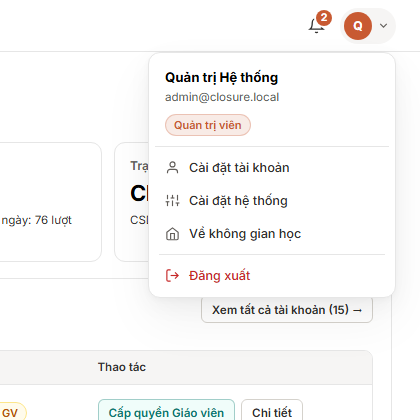 2
Q
Quản trị Hệ thống
admin@closure.local
Quản trị viên
Trạ
ngày: 76 lượt
CSI
Cài đặt tài khoản
Cài đặt hệ thống
Về không gian học
Đăng xuất
Xem tất cả tài khoản (15) →
Thao tác
GV
Cấp quyền Giáo viên
Chi tiết